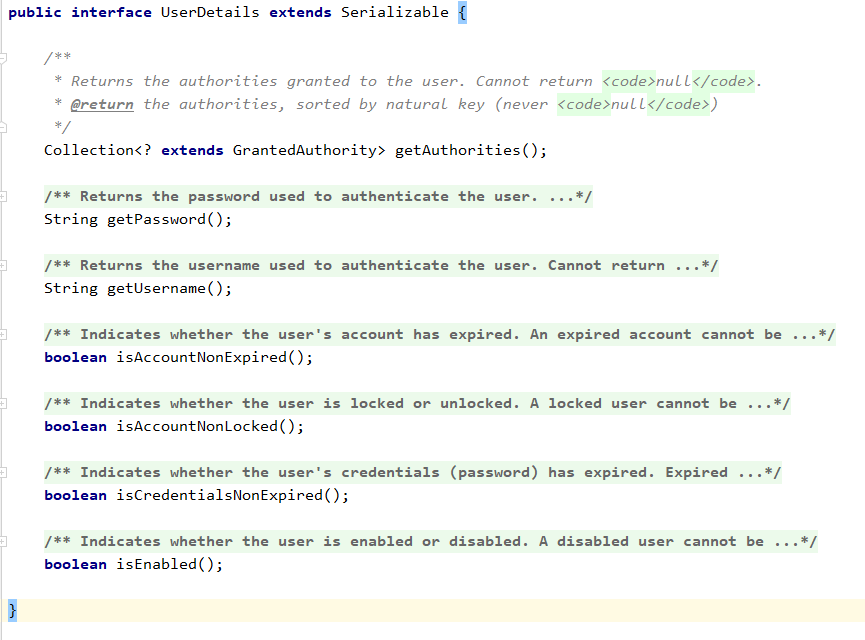 public interface UserDetails extends Serializable {
/**
* Returns the authorities granted to the user. Cannot return <code>null</code>.
* @return the authorities, sorted by natural key (never <code>null</code>)
*/
Collection<? extends GrantedAuthority> getAuthorities();
/** Returns the password used to authenticate the user. ...*/
String getPassword();
/** Returns the username used to authenticate the user. Cannot return ...*/
String getUsername();
/** Indicates whether the user's account has expired. An expired account cannot be ...*/
boolean isAccountNonExpired();
/** Indicates whether the user is locked or unlocked. A locked user cannot be ...*/
boolean isAccountNonLocked();
/** Indicates whether the user's credentials (password) has expired. Expired ...*/
boolean isCredentialsNonExpired();
/** Indicates whether the user is enabled or disabled. A disabled user cannot be ...*/
boolean isEnabled();
}